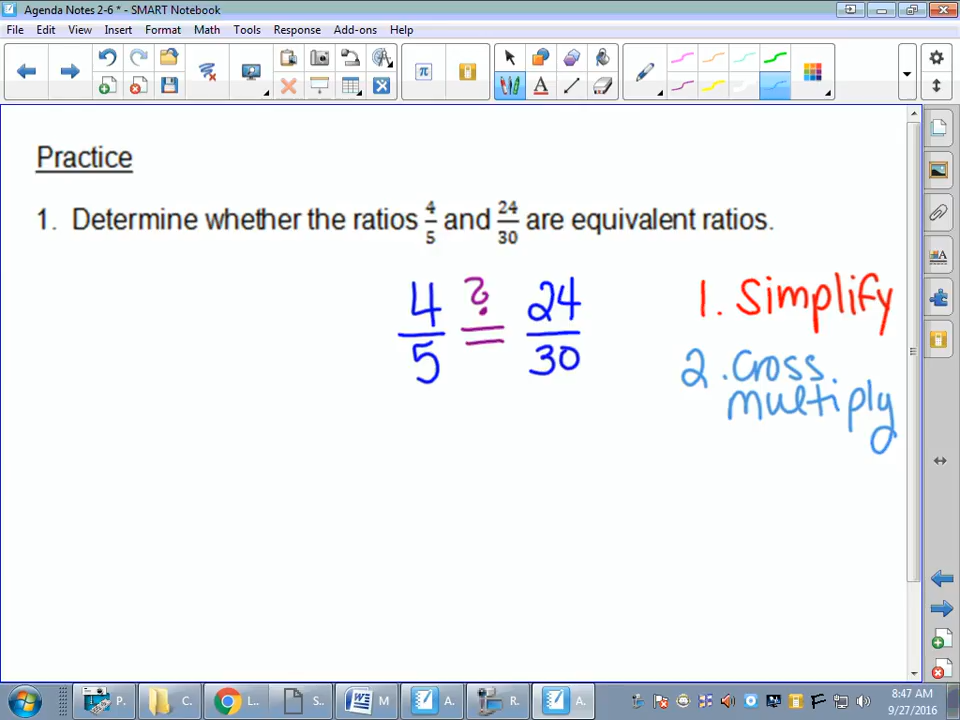 Agenda Notes 2-6 * - SMART Notebook
File Edit View Insert Format Math Tools Response Add-ons Help
π
A
Practice
1. Determine whether the ratios 4/5 and 24/30 are equivalent ratios.
4/5 ?= 24/30
1. Simplify
2. Cross
multiply
P. C. L. S. M A. R. A.
8:47 AM
9/27/2016